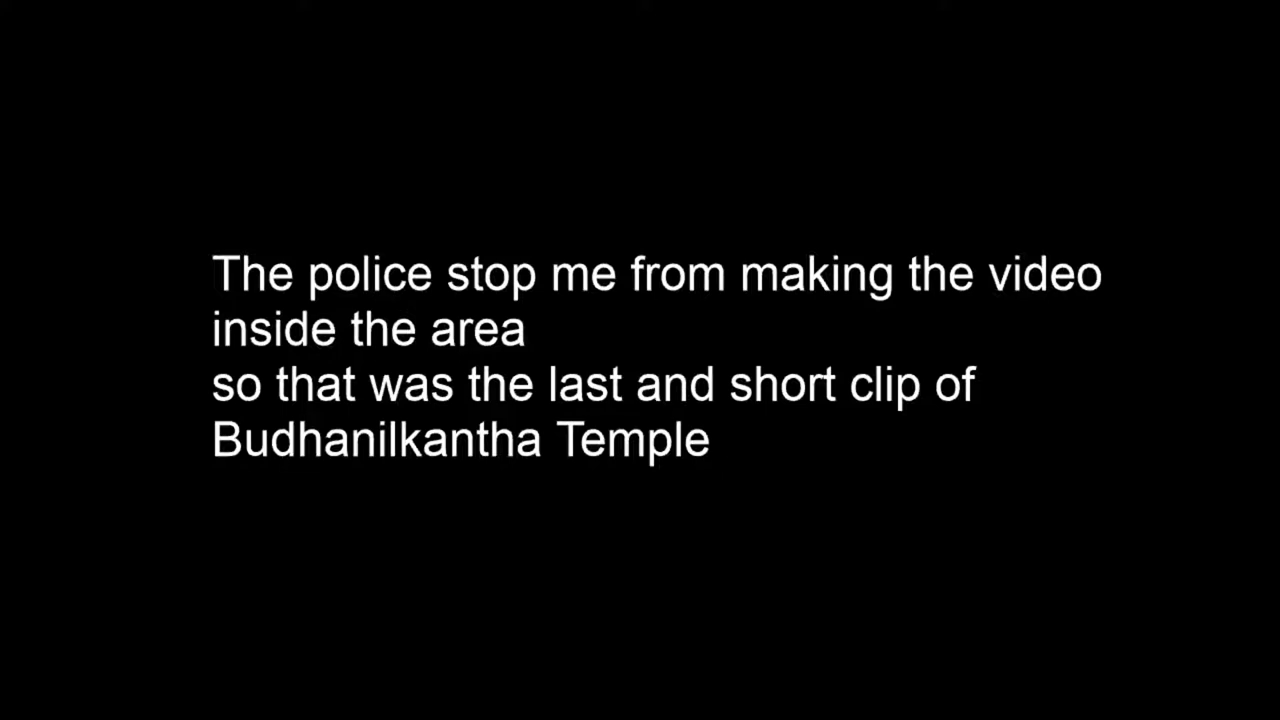 The police stop me from making the video
inside the area
so that was the last and short clip of
Budhanilkantha Temple